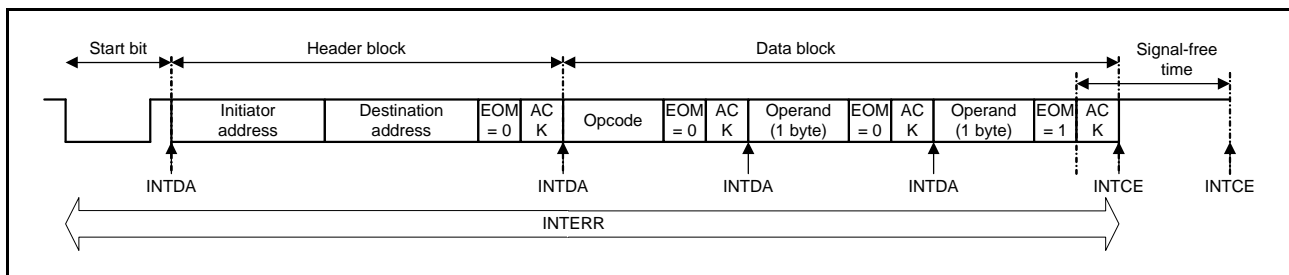 Start bit
Header block
Data block
Signal-free
time
Initiator
address
Destination
address
EOM
= 0
AC
K
Opcode
EOM
= 0
AC
K
Operand
(1 byte)
EOM
= 0
AC
K
Operand
(1 byte)
EOM
= 1
AC
K
INTDA
INTDA
INTDA
INTDA
INTCE
INTCE
INTERR